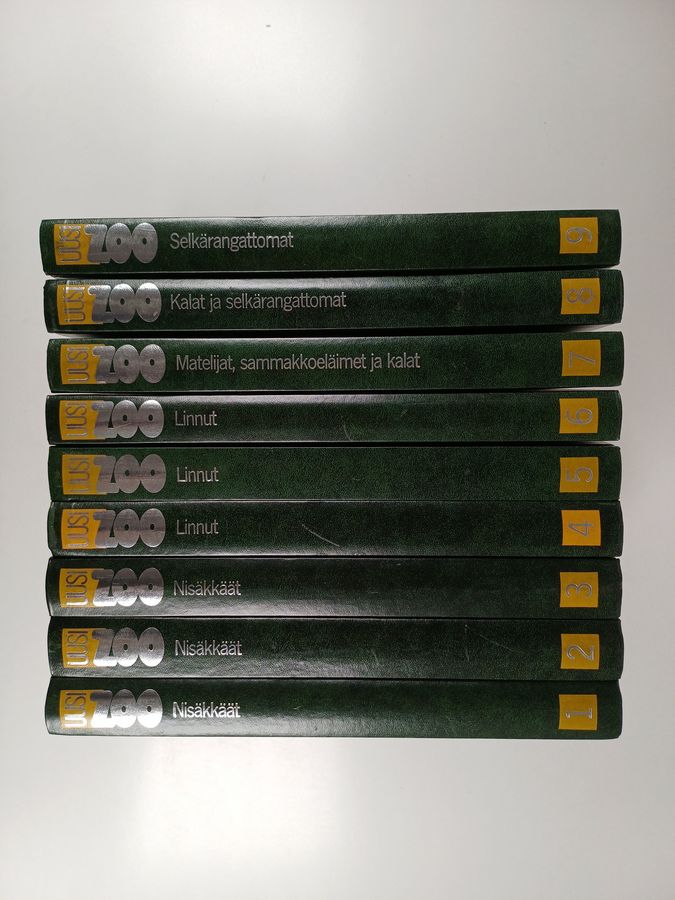 UUSI ZOO Selkärangattomat 9
UUSI ZOO Kalat ja selkärangattomat 8
UUSI ZOO Matelijat, sammakkoeläimet ja kalat 7
UUSI ZOO Linnut 6
UUSI ZOO Linnut 5
UUSI ZOO Linnut 4
UUSI ZOO Nisäkkäät 3
UUSI ZOO Nisäkkäät 2
UUSI ZOO Nisäkkäät 1